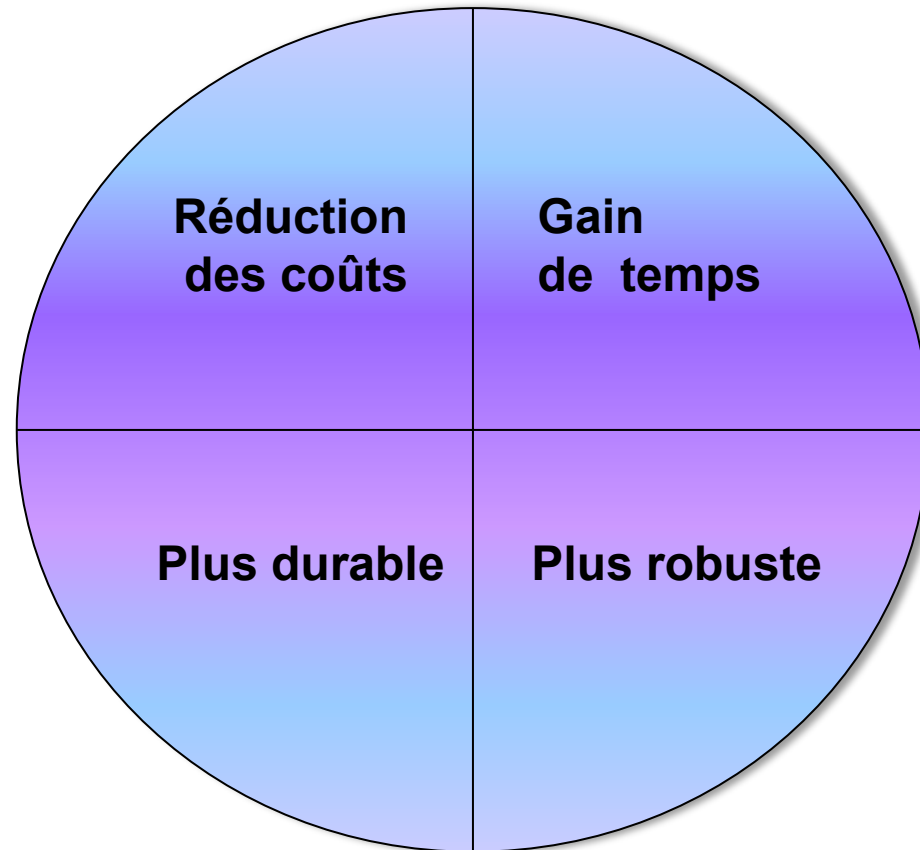 Réduction
des coûts
Gain
de temps
Plus durable
Plus robuste